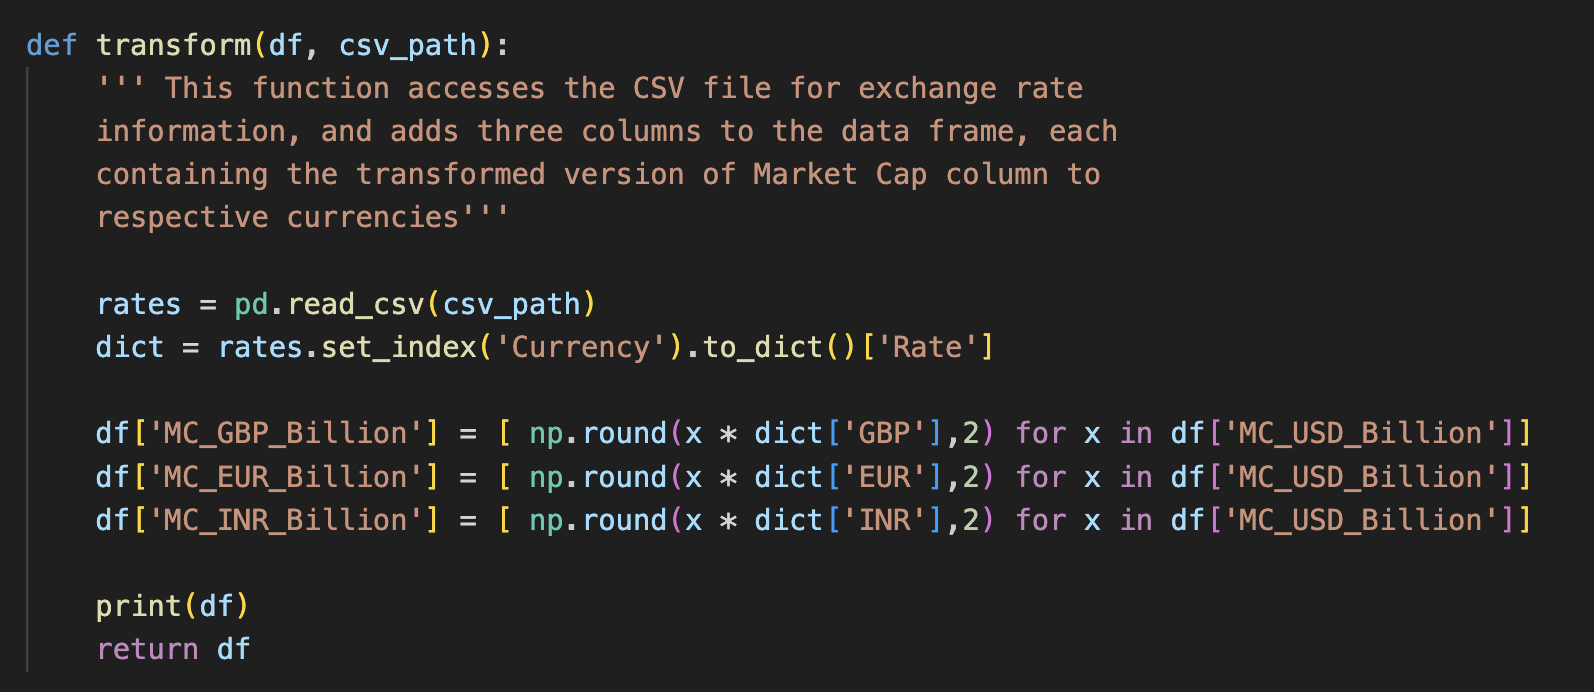 def transform(df, csv_path):
    ''' This function accesses the CSV file for exchange rate
    information, and adds three columns to the data frame, each
    containing the transformed version of Market Cap column to
    respective currencies'''

    rates = pd.read_csv(csv_path)
    dict = rates.set_index('Currency').to_dict()['Rate']

    df['MC_GBP_Billion'] = [ np.round(x * dict['GBP'],2) for x in df['MC_USD_Billion']]
    df['MC_EUR_Billion'] = [ np.round(x * dict['EUR'],2) for x in df['MC_USD_Billion']]
    df['MC_INR_Billion'] = [ np.round(x * dict['INR'],2) for x in df['MC_USD_Billion']]

    print(df)
    return df